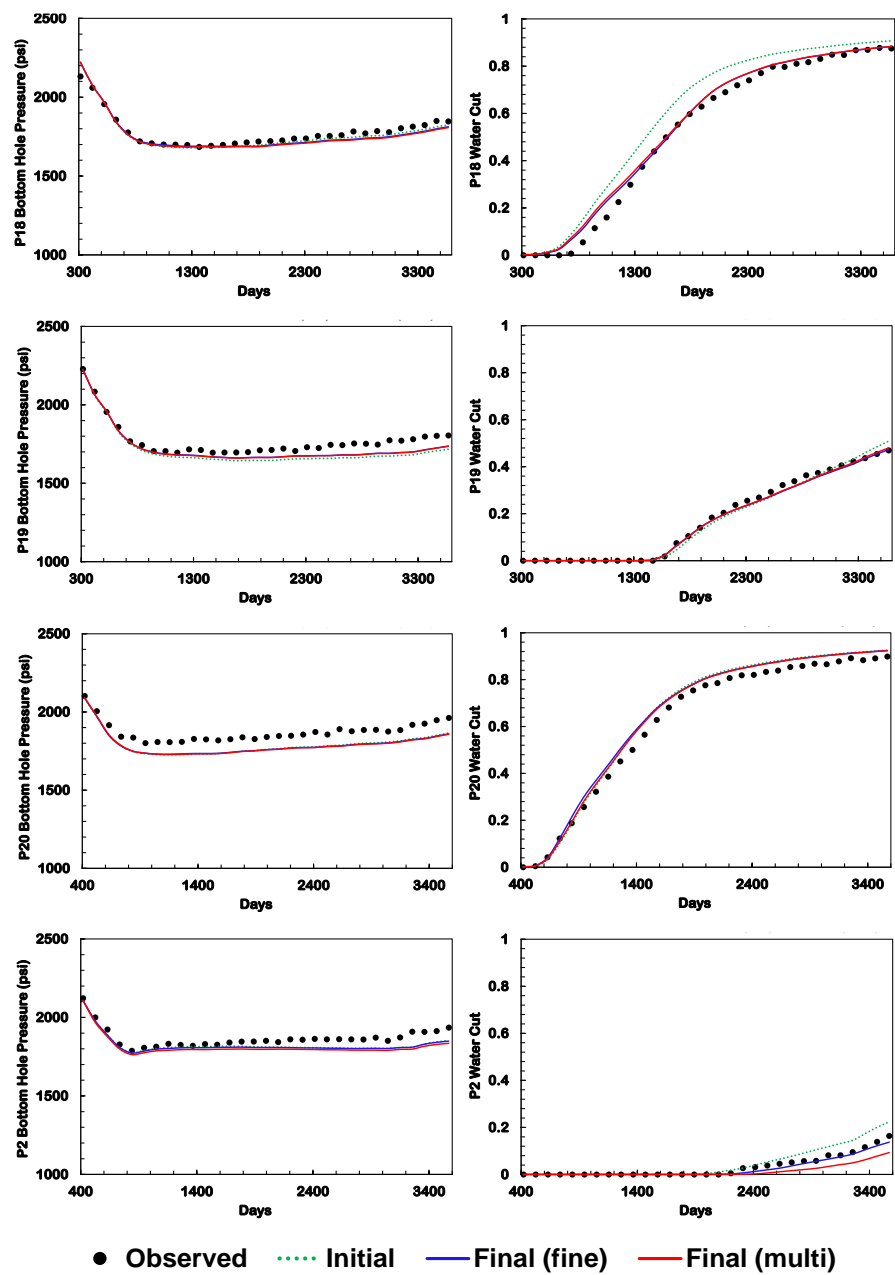 2500
2000
1500
1000
P18 Bottom Hole Pressure (psi)
300 1300 2300 3300
Days
1
0.8
0.6
0.4
0.2
0
P18 Water Cut
300 1300 2300 3300
Days
2500
2000
1500
1000
P19 Bottom Hole Pressure (psi)
300 1300 2300 3300
Days
1
0.8
0.6
0.4
0.2
0
P19 Water Cut
300 1300 2300 3300
Days
2500
2000
1500
1000
P20 Bottom Hole Pressure (psi)
400 1400 2400 3400
Days
1
0.8
0.6
0.4
0.2
0
P20 Water Cut
400 1400 2400 3400
Days
2500
2000
1500
1000
P2 Bottom Hole Pressure (psi)
400 1400 2400 3400
Days
1
0.8
0.6
0.4
0.2
0
P2 Water Cut
400 1400 2400 3400
Days
Observed Initial Final (fine) Final (multi)